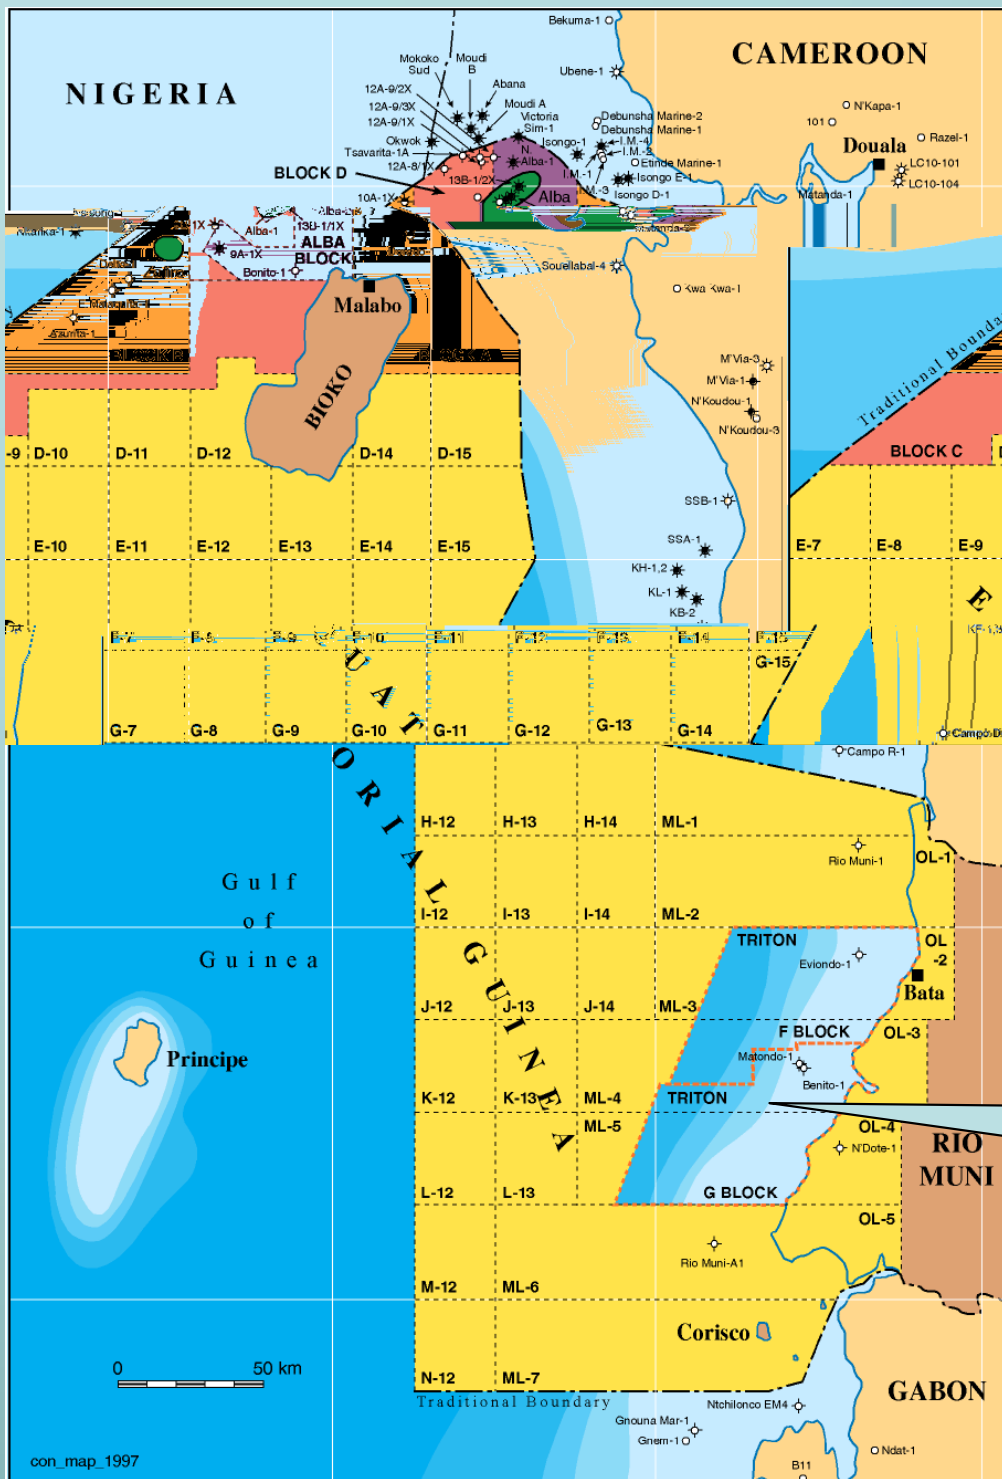 Bekuma-1
CAMEROON
NIGERIA
Mokoko
Sud
Moudi
B
Ubene-1
Abana
12A-9/2X
12A-9/3X
12A-9/1X
Moudi A
Victoria
Sim-1
N'Kapa-1
101
Debunsha Marine-2
Debunsha Marine-1
Razel-1
Okwok
Isongo-1
I.M.-4
I.M.-2
Douala
Tsavarita-1A
12A-8/1X
N.
Alba-1
Etinde Marine-1
LC10-101
BLOCK D
13B-1/2X
I.M.-1
Isongo E-1
LC10-104
I.M.-3
10A-1X
Alba
Isongo D-1
Matanda-1
Alba-1
13B-1/1X
ALBA
BLOCK
9A-1X
Bonito-1
Souellabal-4
Malabo
Kwa Kwa-1
BIOKO
M'Via-3
M'Via-1
N'Koudou-1
N'Koudou-3
Traditional Bounda
BLOCK C
-9
D-10
D-11
D-12
D-14
D-15
SSB-1
E-10
E-11
E-12
E-13
E-14
E-15
SSA-1
E-7
E-8
E-9
KH-1,2
KL-1
KB-2
E
U
A
T
G-15
G-7
G-8
G-9
G-10
G-11
G-12
G-13
G-14
ORIAL GUINEA
Campo R-1
H-12
H-13
H-14
ML-1
Rio Muni-1
OL-1
Gulf
of
Guinea
I-12
I-13
I-14
ML-2
TRITON
OL
-2
Eviondo-1
Bata
J-12
J-13
J-14
ML-3
F BLOCK
OL-3
Principe
Matondo-1
Benito-1
K-12
K-13
ML-4
TRITON
ML-5
OL-4
N'Dote-1
RIO
MUNI
L-12
L-13
G BLOCK
OL-5
Rio Muni-A1
M-12
ML-6
Corisco
0
50 km
N-12
ML-7
Traditional Boundary
GABON
Ntchilonco EM4
Gnouna Mar-1
Gnem-1
Ndat-1
con_map_1997
B11